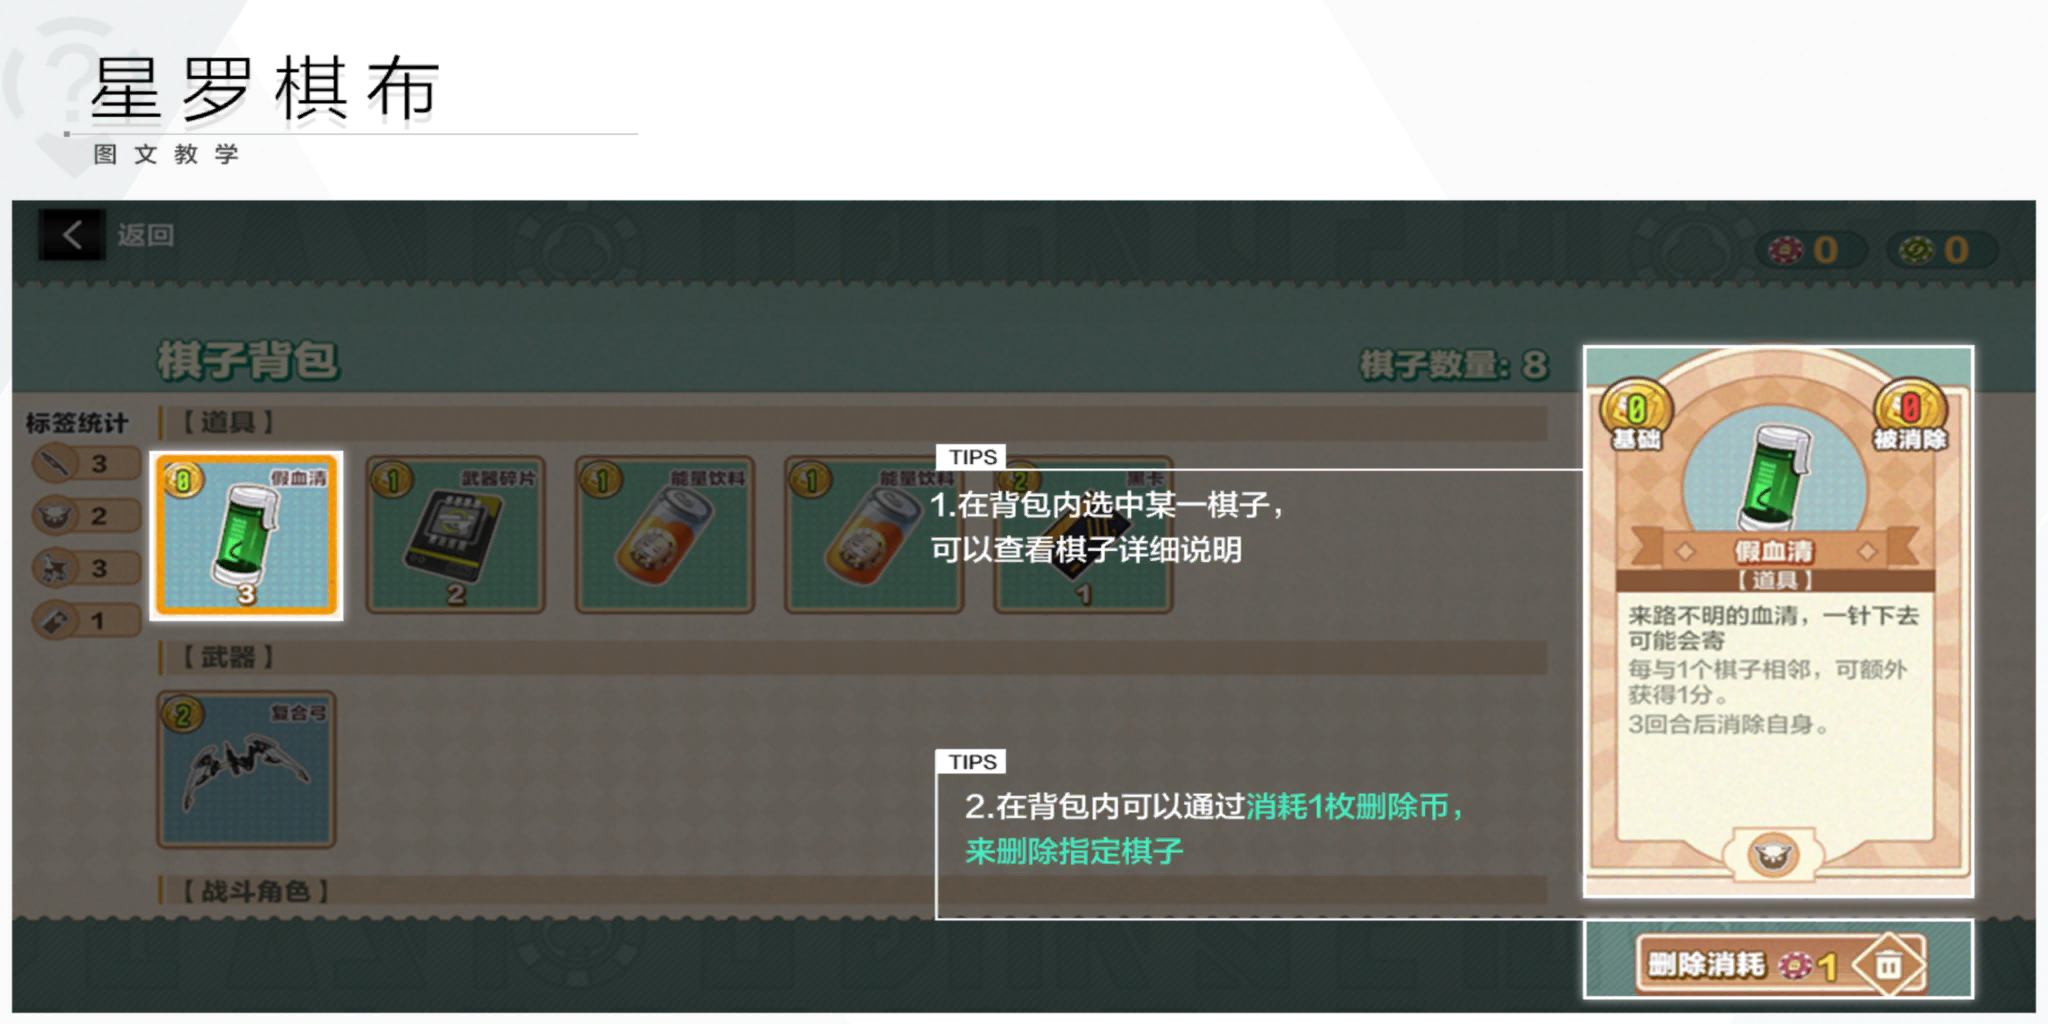 星罗棋布
图文教学
返回
0
0
棋子背包
棋子数量: 8
标签统计
3
2
3
1
【道具】
0 假血清
3
1 武器碎片
2
1 能量饮料
1 能量饮料
2 黑卡
1
TIPS
1.在背包内选中某一棋子，
可以查看棋子详细说明
【武器】
2 复合弓
TIPS
2.在背包内可以通过消耗1枚删除币，
来删除指定棋子
【战斗角色】
0
基础
0
被消除
假血清
【道具】
来路不明的血清，一针下去
可能会寄
每与1个棋子相邻，可额外
获得1分。
3回合后消除自身。
删除消耗 1